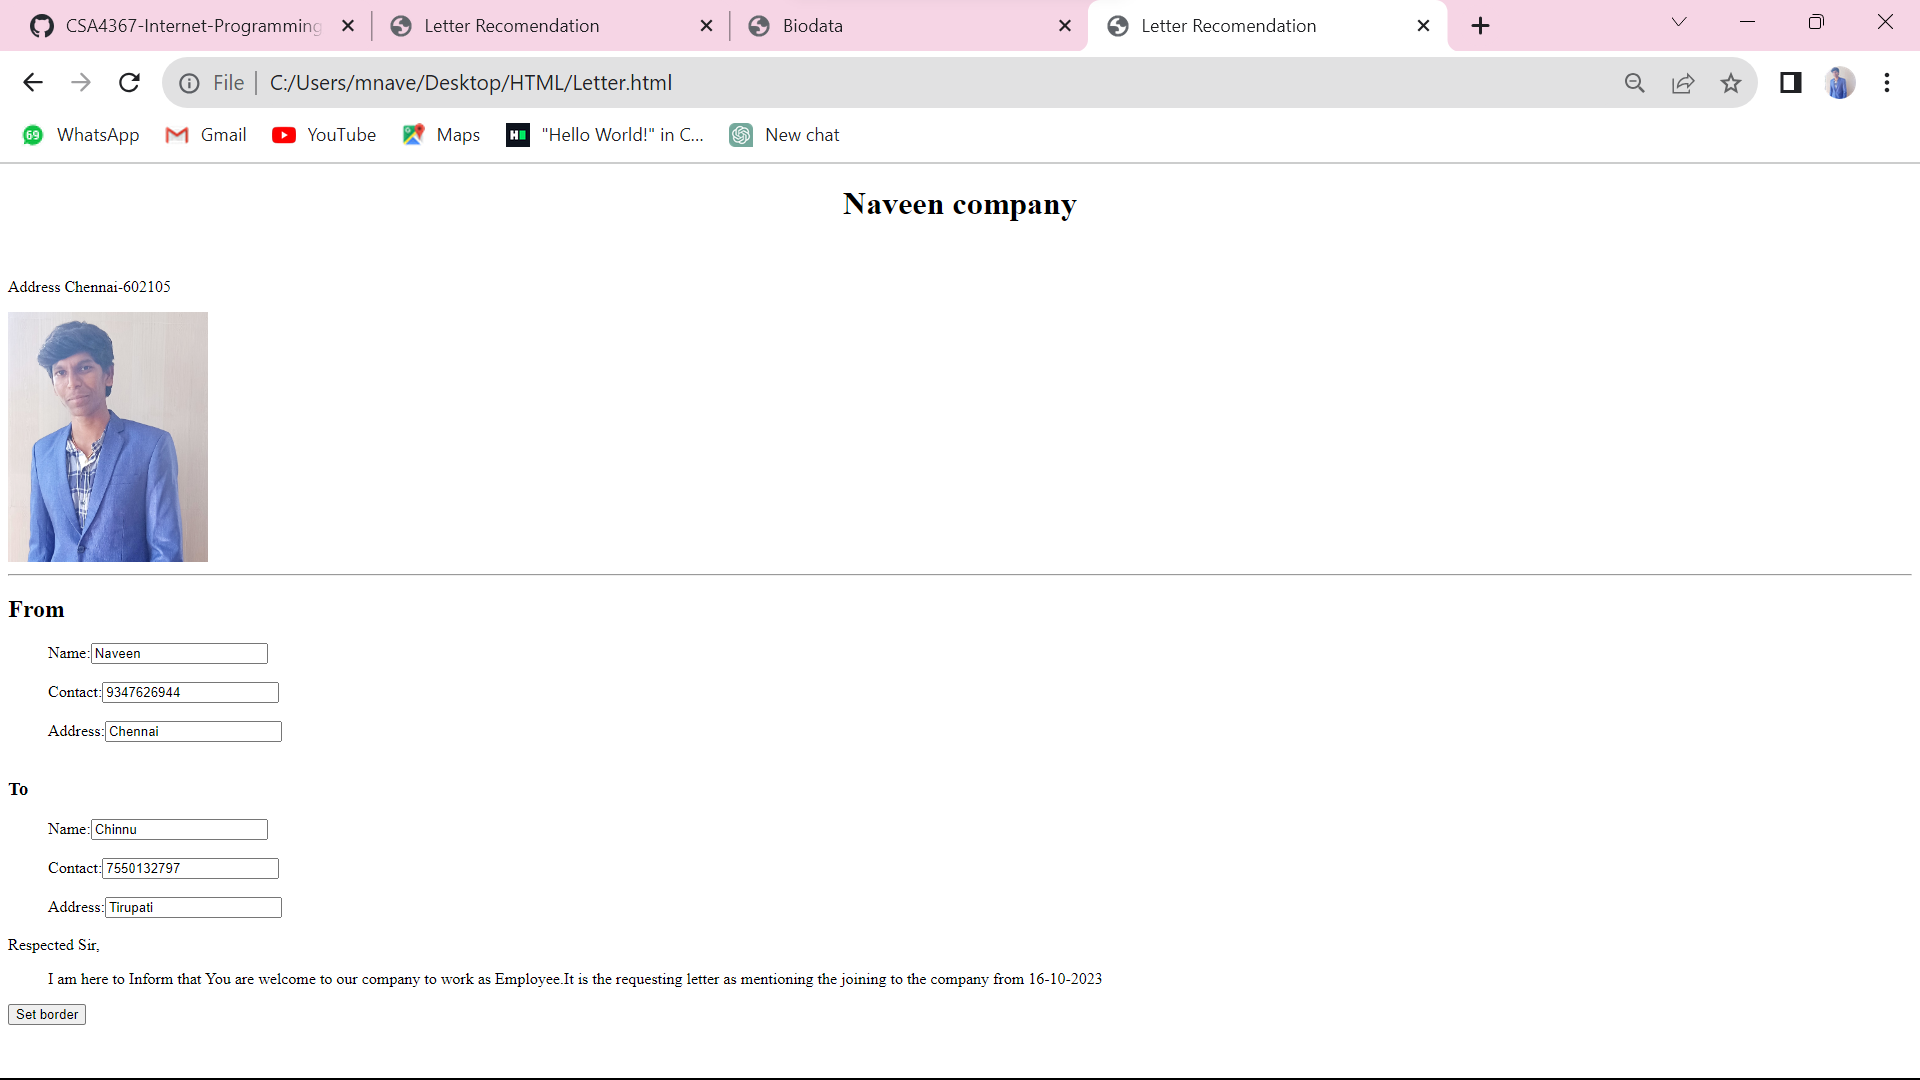 CSA4367-Internet-Programming
Letter Recomendation
Biodata
Letter Recomendation
File
C:/Users/mnave/Desktop/HTML/Letter.html
69
WhatsApp
Gmail
YouTube
Maps
H
"Hello World!" in C...
New chat
Naveen company
Address Chennai-602105
From
Name:Naveen
Contact:9347626944
Address:Chennai
To
Name:Chinnu
Contact:7550132797
Address:Tirupati
Respected Sir,
I am here to Inform that You are welcome to our company to work as Employee.It is the requesting letter as mentioning the joining to the company from 16-10-2023
Set border